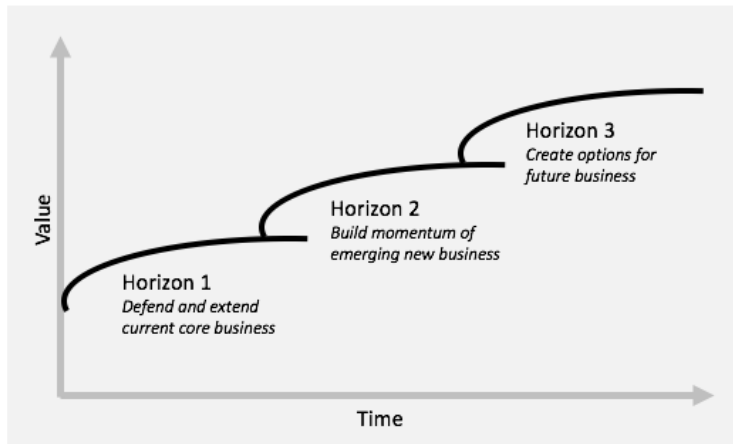 Value
Horizon 1
Defend and extend
current core business
Horizon 2
Build momentum of
emerging new business
Horizon 3
Create options for
future business
Time